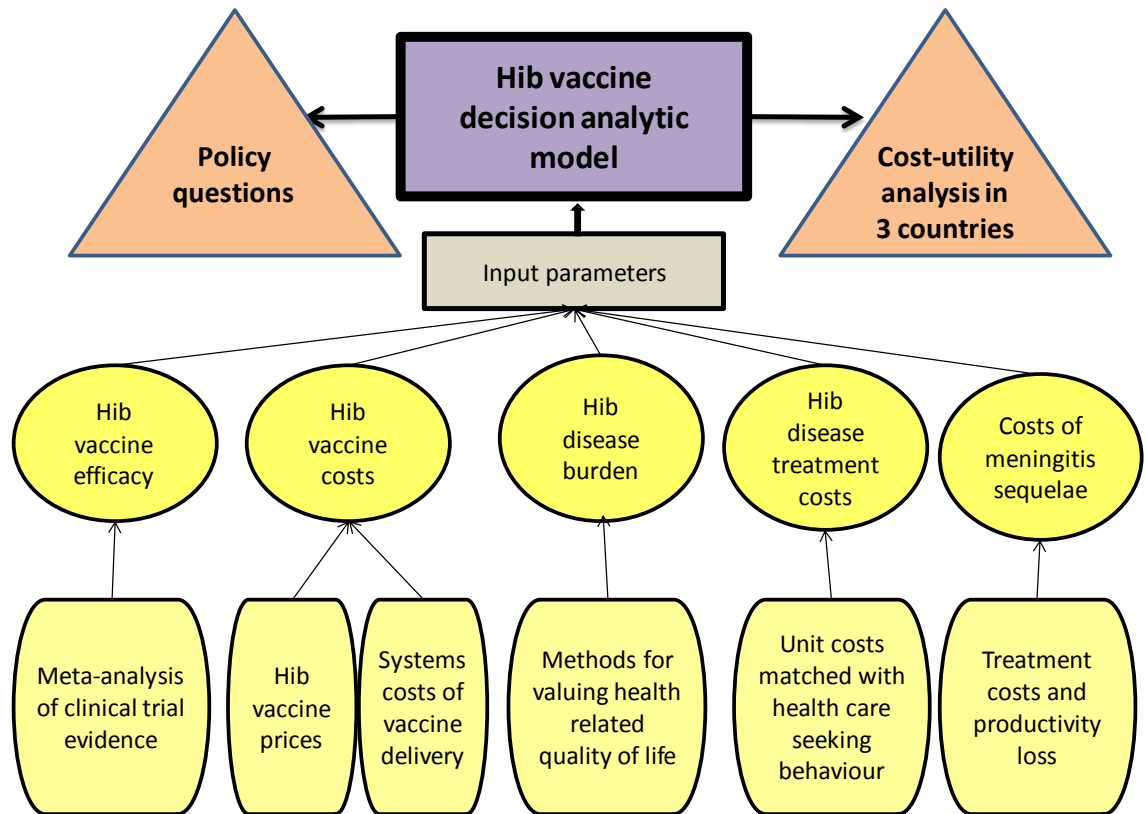 Hib vaccine
decision analytic
model
Policy
questions
Cost-utility
analysis in
3 countries
Input parameters
Hib
vaccine
efficacy
Hib
vaccine
costs
Hib
disease
burden
Hib
disease
treatment
costs
Costs of
meningitis
sequelae
Meta-analysis
of clinical trial
evidence
Hib
vaccine
prices
Systems
costs of
vaccine
delivery
Methods for
valuing health
related
quality of life
Unit costs
matched with
health care
seeking
behaviour
Treatment
costs and
productivity
loss